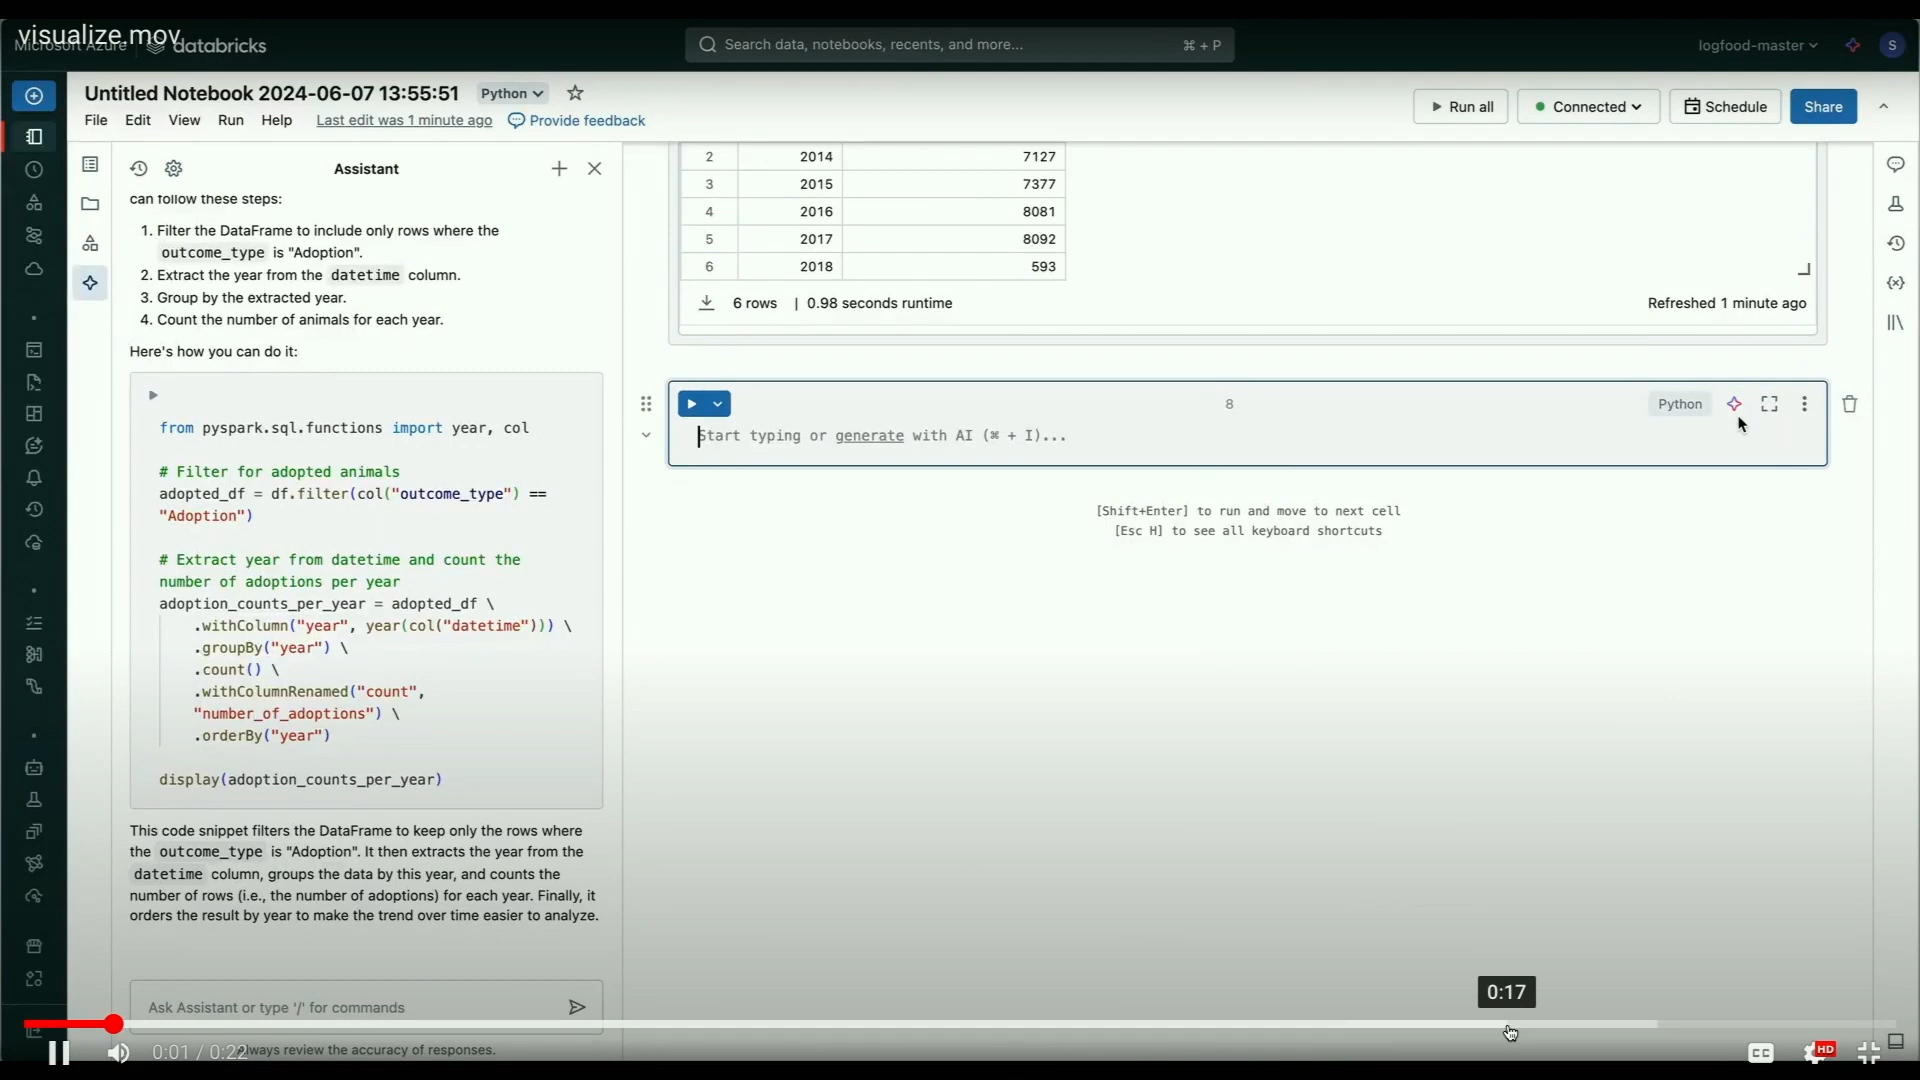 visualize.mov
Microsoft Azure
databricks
Search data, notebooks, recents, and more...
⌘ + P
logfood-master
S
Untitled Notebook 2024-06-07 13:55:51
Python
File Edit View Run Help Last edit was 1 minute ago Provide feedback
Run all
Connected
Schedule
Share
Assistant
can follow these steps:
1. Filter the DataFrame to include only rows where the
outcome_type is "Adoption".
2. Extract the year from the datetime column.
3. Group by the extracted year.
4. Count the number of animals for each year.
Here's how you can do it:
from pyspark.sql.functions import year, col
# Filter for adopted animals
adopted_df = df.filter(col("outcome_type") ==
"Adoption")
# Extract year from datetime and count the
number of adoptions per year
adoption_counts_per_year = adopted_df \
.withColumn("year", year(col("datetime"))) \
.groupBy("year") \
.count() \
.withColumnRenamed("count",
"number_of_adoptions") \
.orderBy("year")
display(adoption_counts_per_year)
This code snippet filters the DataFrame to keep only the rows where
the outcome_type is "Adoption". It then extracts the year from the
datetime column, groups the data by this year, and counts the
number of rows (i.e., the number of adoptions) for each year. Finally, it
orders the result by year to make the trend over time easier to analyze.
Ask Assistant or type '/' for commands
Always review the accuracy of responses.
2 2014 7127
3 2015 7377
4 2016 8081
5 2017 8092
6 2018 593
6 rows | 0.98 seconds runtime
Refreshed 1 minute ago
8
Python
Start typing or generate with AI (⌘ + I)...
[Shift+Enter] to run and move to next cell
[Esc H] to see all keyboard shortcuts
0:17
0:01 / 0:22
CC
HD